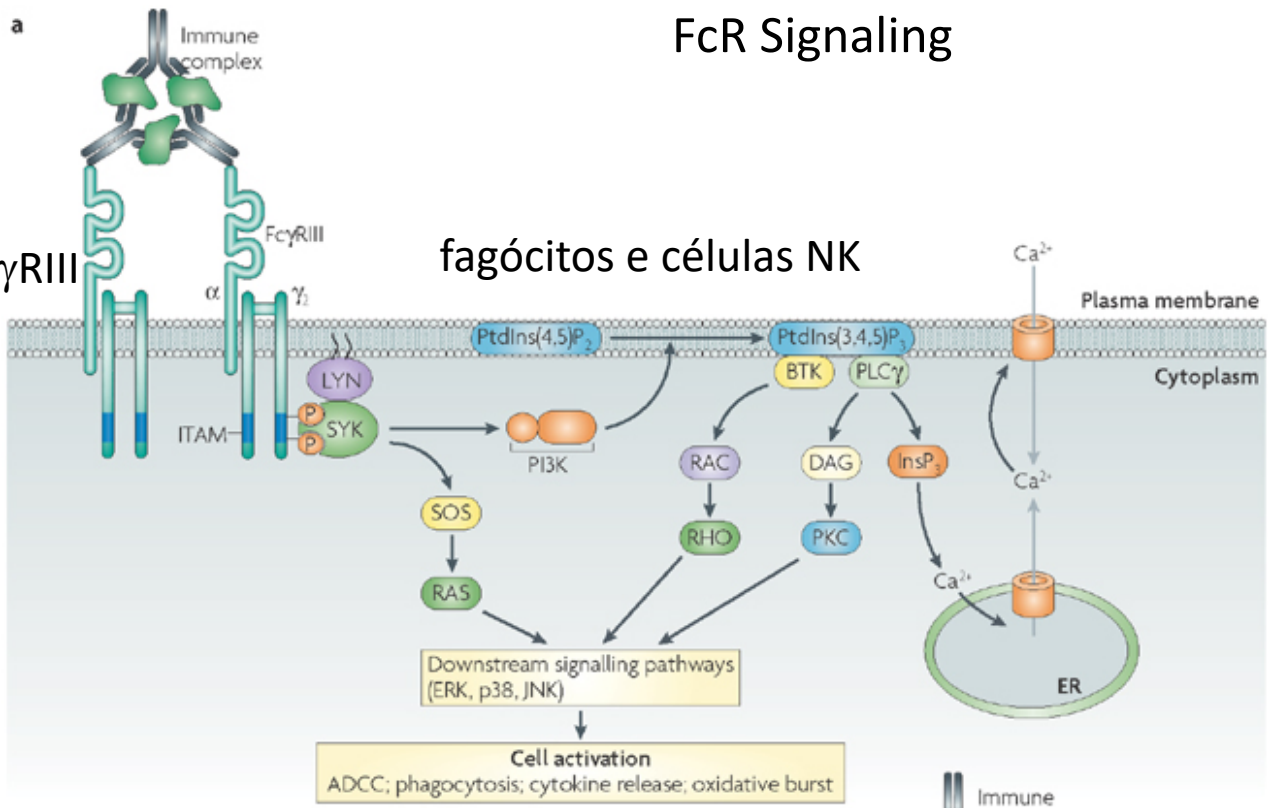 a
FcR Signaling
Immune
complex
FcγRIII
γRIII
fagócitos e células NK
α
γ₂
Ca²⁺
Plasma membrane
PtdIns(4,5)P₂
PtdIns(3,4,5)P₃
BTK
PLCγ
Cytoplasm
LYN
P
SYK
P
ITAM
PI3K
RAC
DAG
InsP₃
Ca²⁺
SOS
RHO
PKC
RAS
Ca²⁺
Downstream signalling pathways
(ERK, p38, JNK)
ER
Cell activation
ADCC; phagocytosis; cytokine release; oxidative burst
Immune